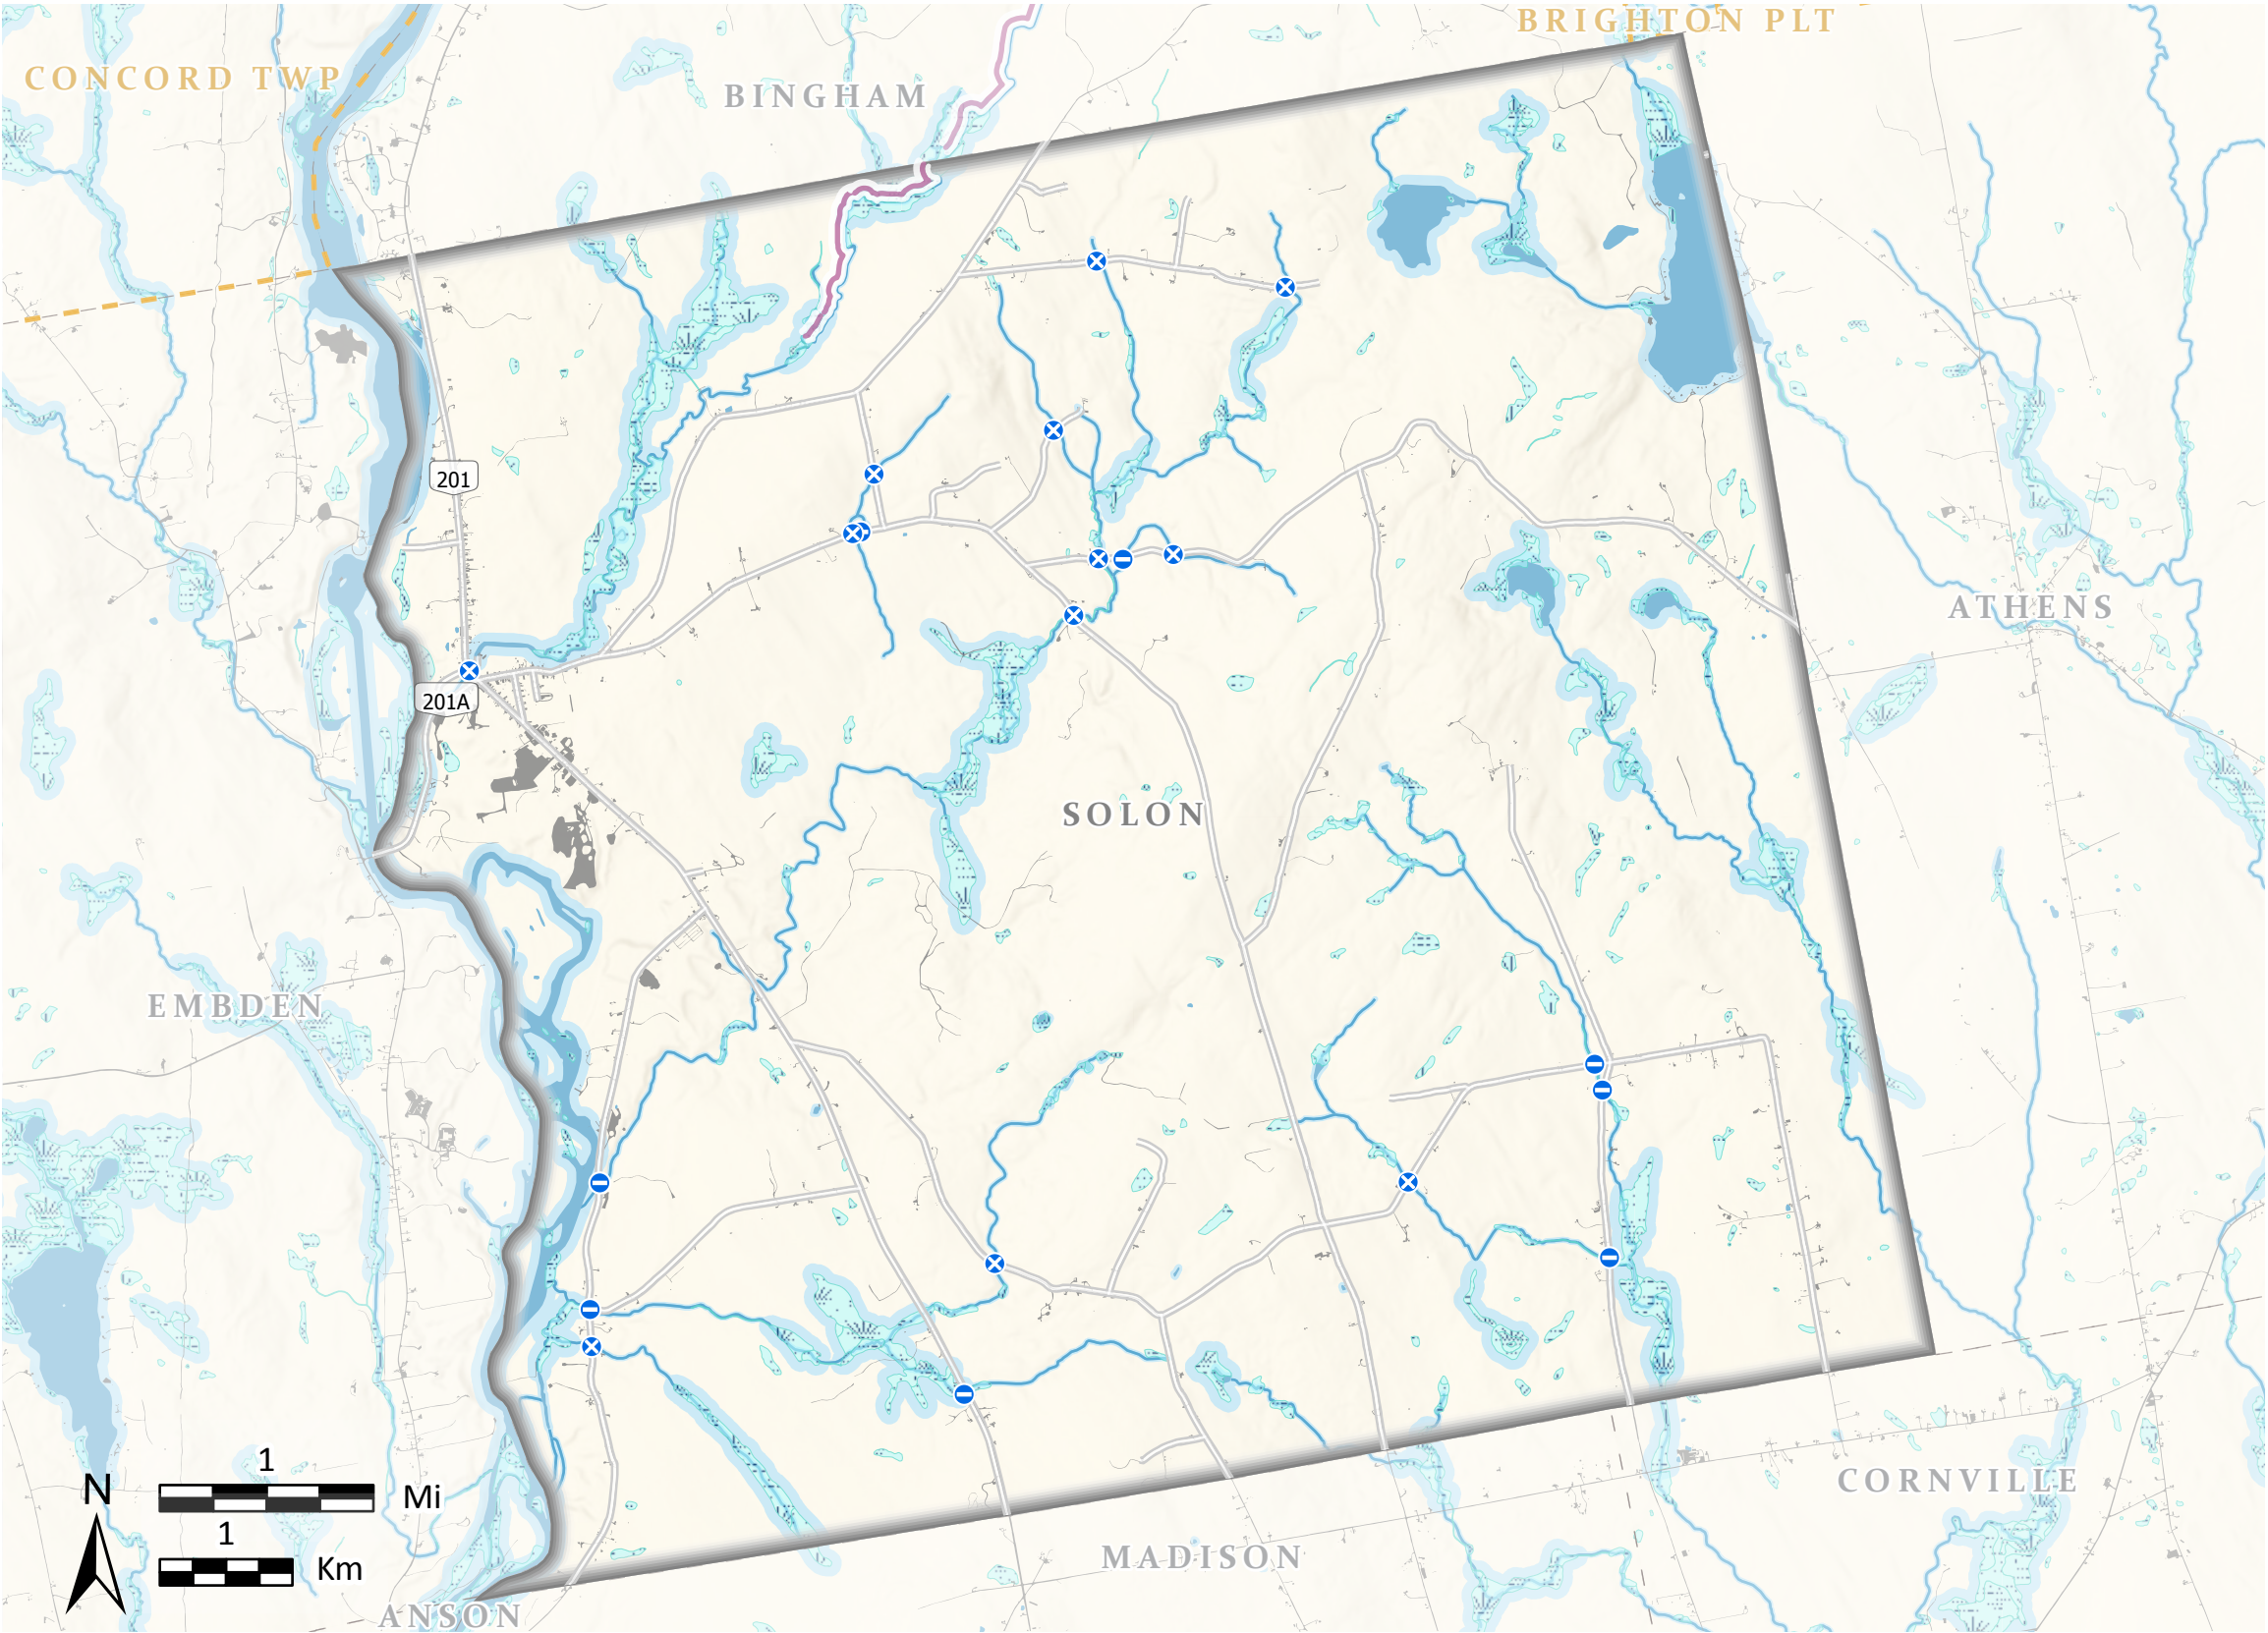 BRIGHTON PLT
CONCORD TWP
BINGHAM
201
ATHENS
201A
SOLON
EMBDEN
1
N
Mi
CORNVILLE
1
Km
MADISON
ANSON